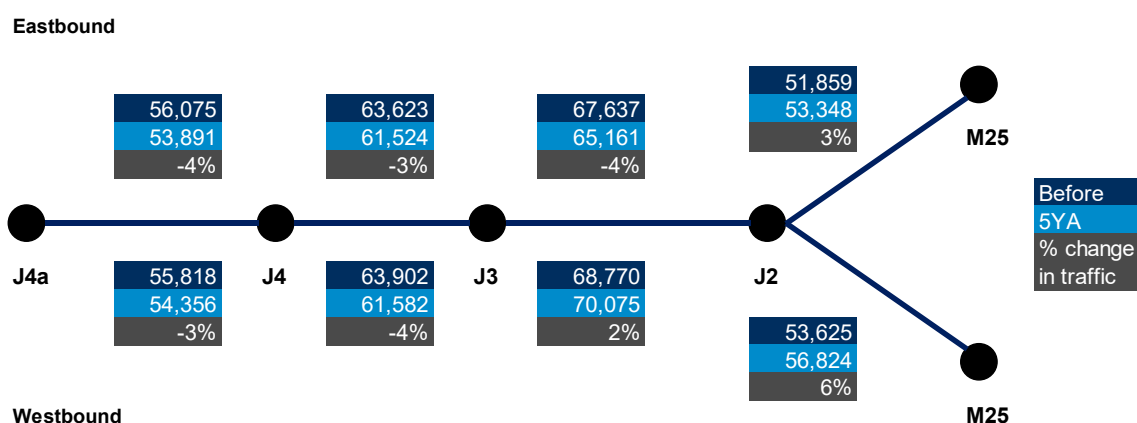 Eastbound
56,075
53,891
-4%
63,623
61,524
-3%
67,637
65,161
-4%
51,859
53,348
3%
M25
Before
5YA
% change
in traffic
J4a
55,818
54,356
-3%
J4
63,902
61,582
-4%
J3
68,770
70,075
2%
J2
53,625
56,824
6%
Westbound
M25